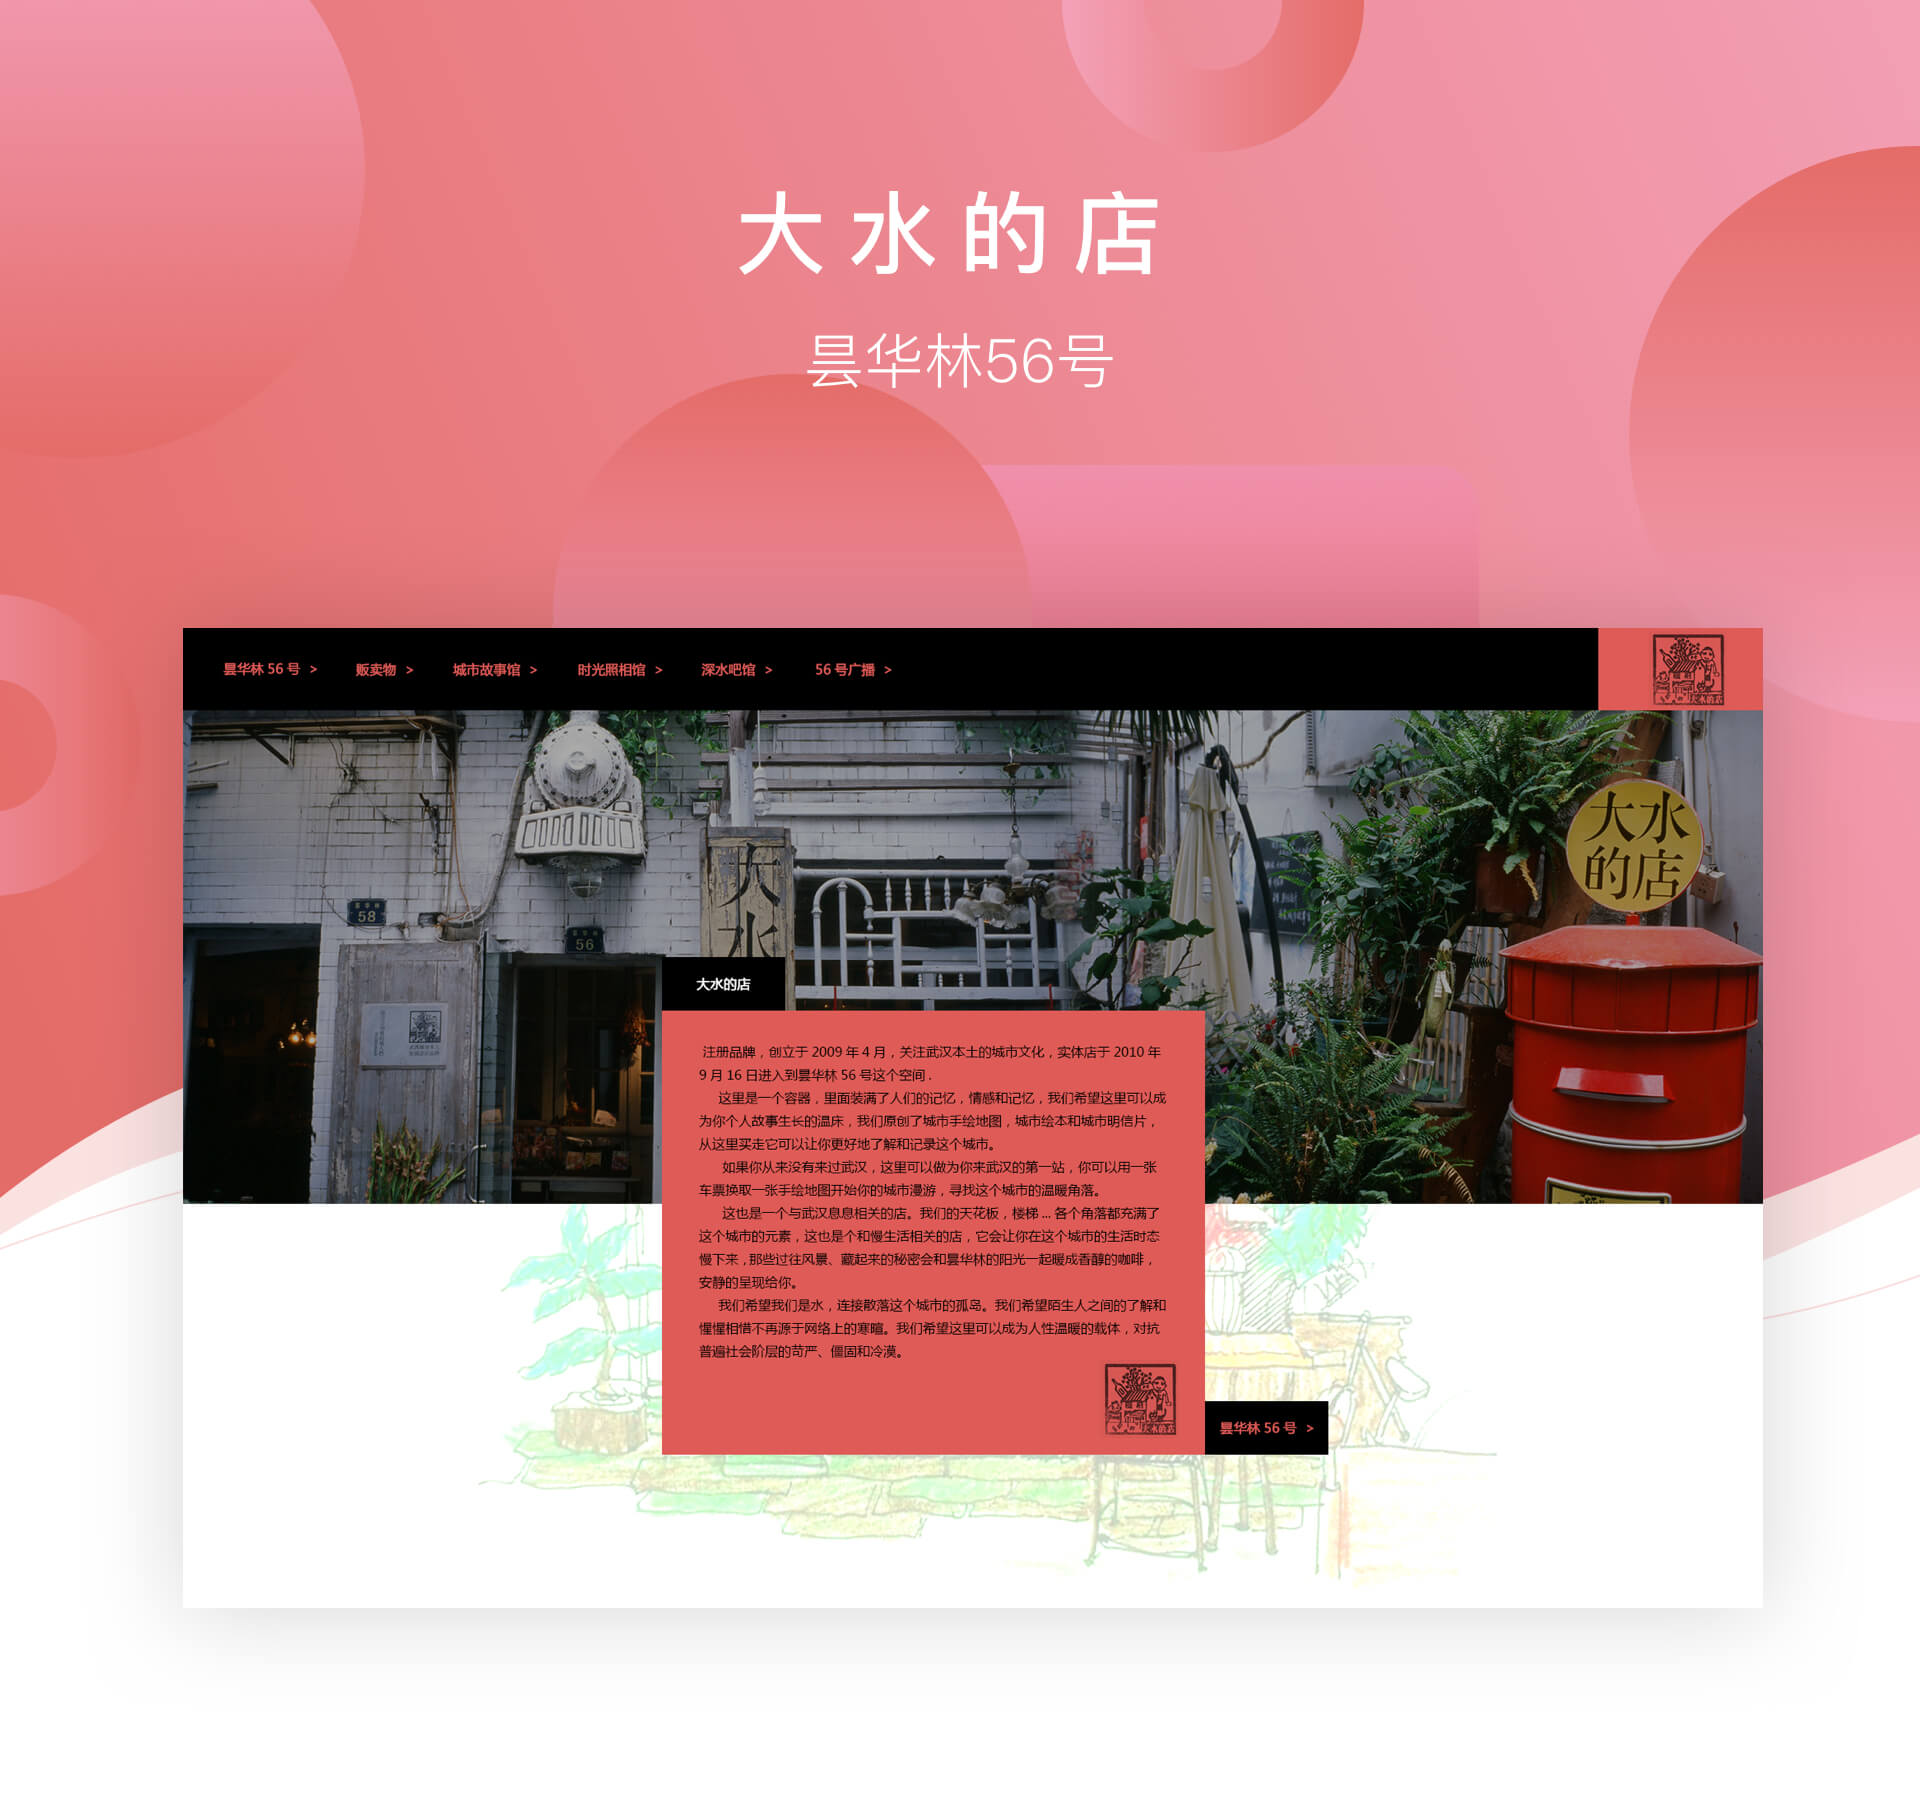 大水的店
昙华林56号
昙华林 56 号 >
贩卖物 >
城市故事馆 >
时光照相馆 >
深水吧馆 >
56 号广播 >
大水的店
大水
的店
58
56
大水
大水的店
注册品牌，创立于 2009 年 4 月，关注武汉本土的城市文化，实体店于 2010 年
9 月 16 日进入到昙华林 56 号这个空间 .
这里是一个容器，里面装满了人们的记忆，情感和记忆，我们希望这里可以成
为你个人故事生长的温床，我们原创了城市手绘地图，城市绘本和城市明信片，
从这里买走它可以让你更好地了解和记录这个城市。
如果你从来没有来过武汉，这里可以做为你来武汉的第一站，你可以用一张
车票换取一张手绘地图开始你的城市漫游，寻找这个城市的温暖角落。
这也是一个与武汉息息相关的店。我们的天花板，楼梯 ... 各个角落都充满了
这个城市的元素，这也是个和慢生活相关的店，它会让你在这个城市的生活时态
慢下来，那些过往风景、藏起来的秘密会和昙华林的阳光一起暖成香醇的咖啡，
安静的呈现给你。
我们希望我们是水，连接散落这个城市的孤岛。我们希望陌生人之间的了解和
惺惺相惜不再源于网络上的寒暄。我们希望这里可以成为人性温暖的载体，对抗
普遍社会阶层的苛严、僵固和冷漠。
大水的店
昙华林 56 号 >